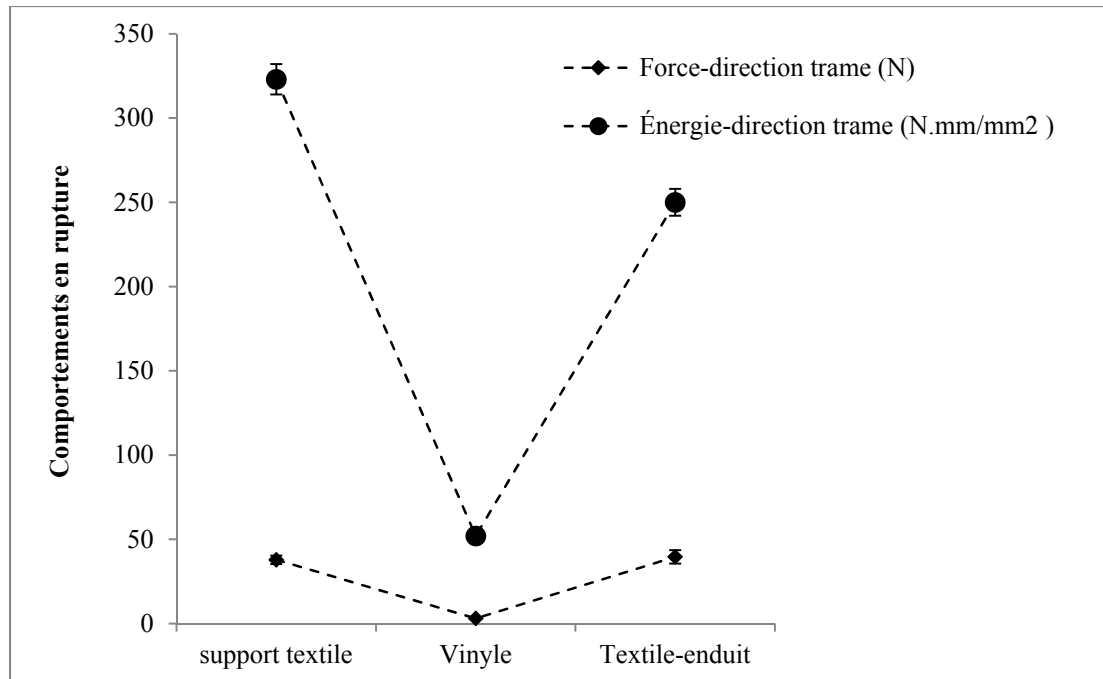 350
300
250
200
150
100
50
0
Comportements en rupture
Force-direction trame (N)
Énergie-direction trame (N.mm/mm2 )
support textile
Vinyle
Textile-enduit